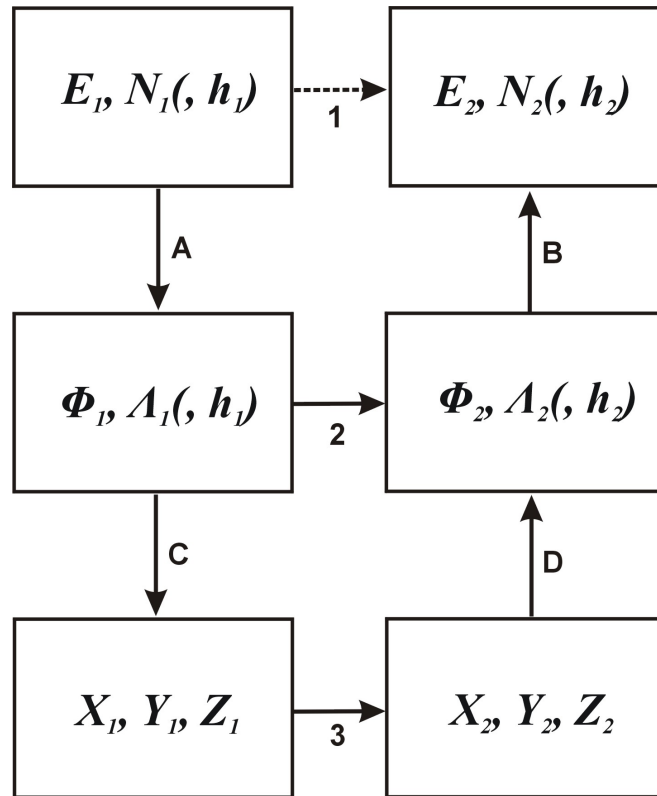 E₁, N₁(, h₁)
E₂, N₂(, h₂)
1
A
B
Φ₁, Λ₁(, h₁)
Φ₂, Λ₂(, h₂)
2
C
D
X₁, Y₁, Z₁
X₂, Y₂, Z₂
3